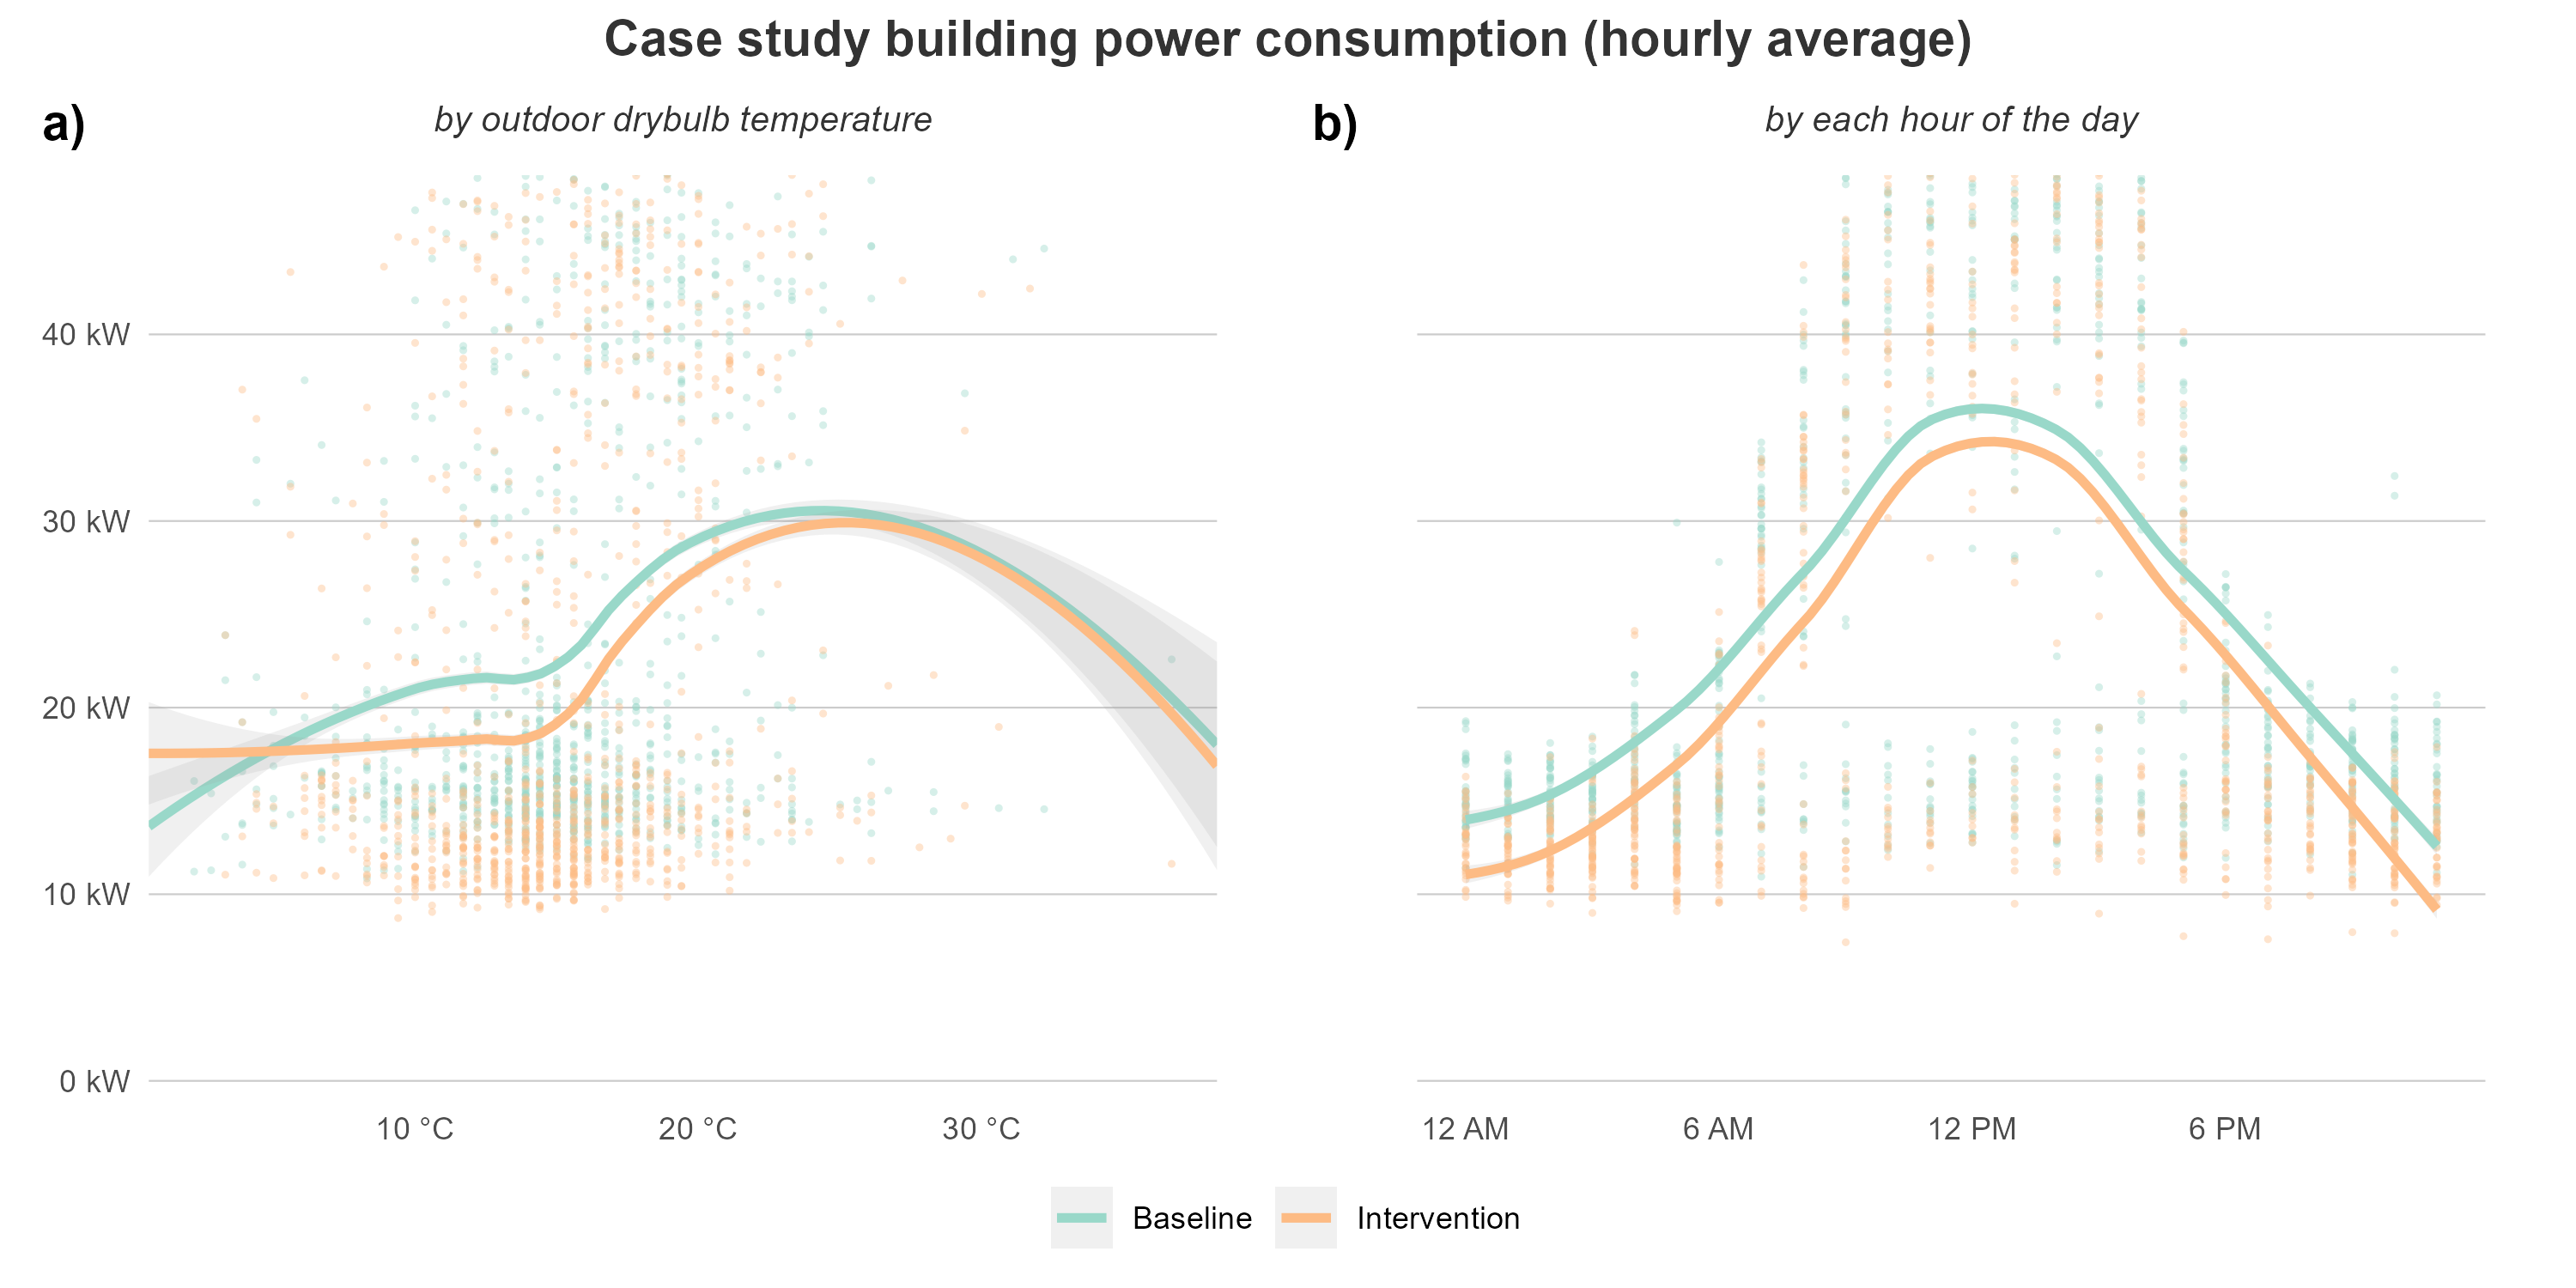 Case study building power consumption (hourly average)
a)
by outdoor drybulb temperature
b)
by each hour of the day
40 kW
30 kW
20 kW
10 kW
0 kW
10 °C
20 °C
30 °C
12 AM
6 AM
12 PM
6 PM
Baseline
Intervention